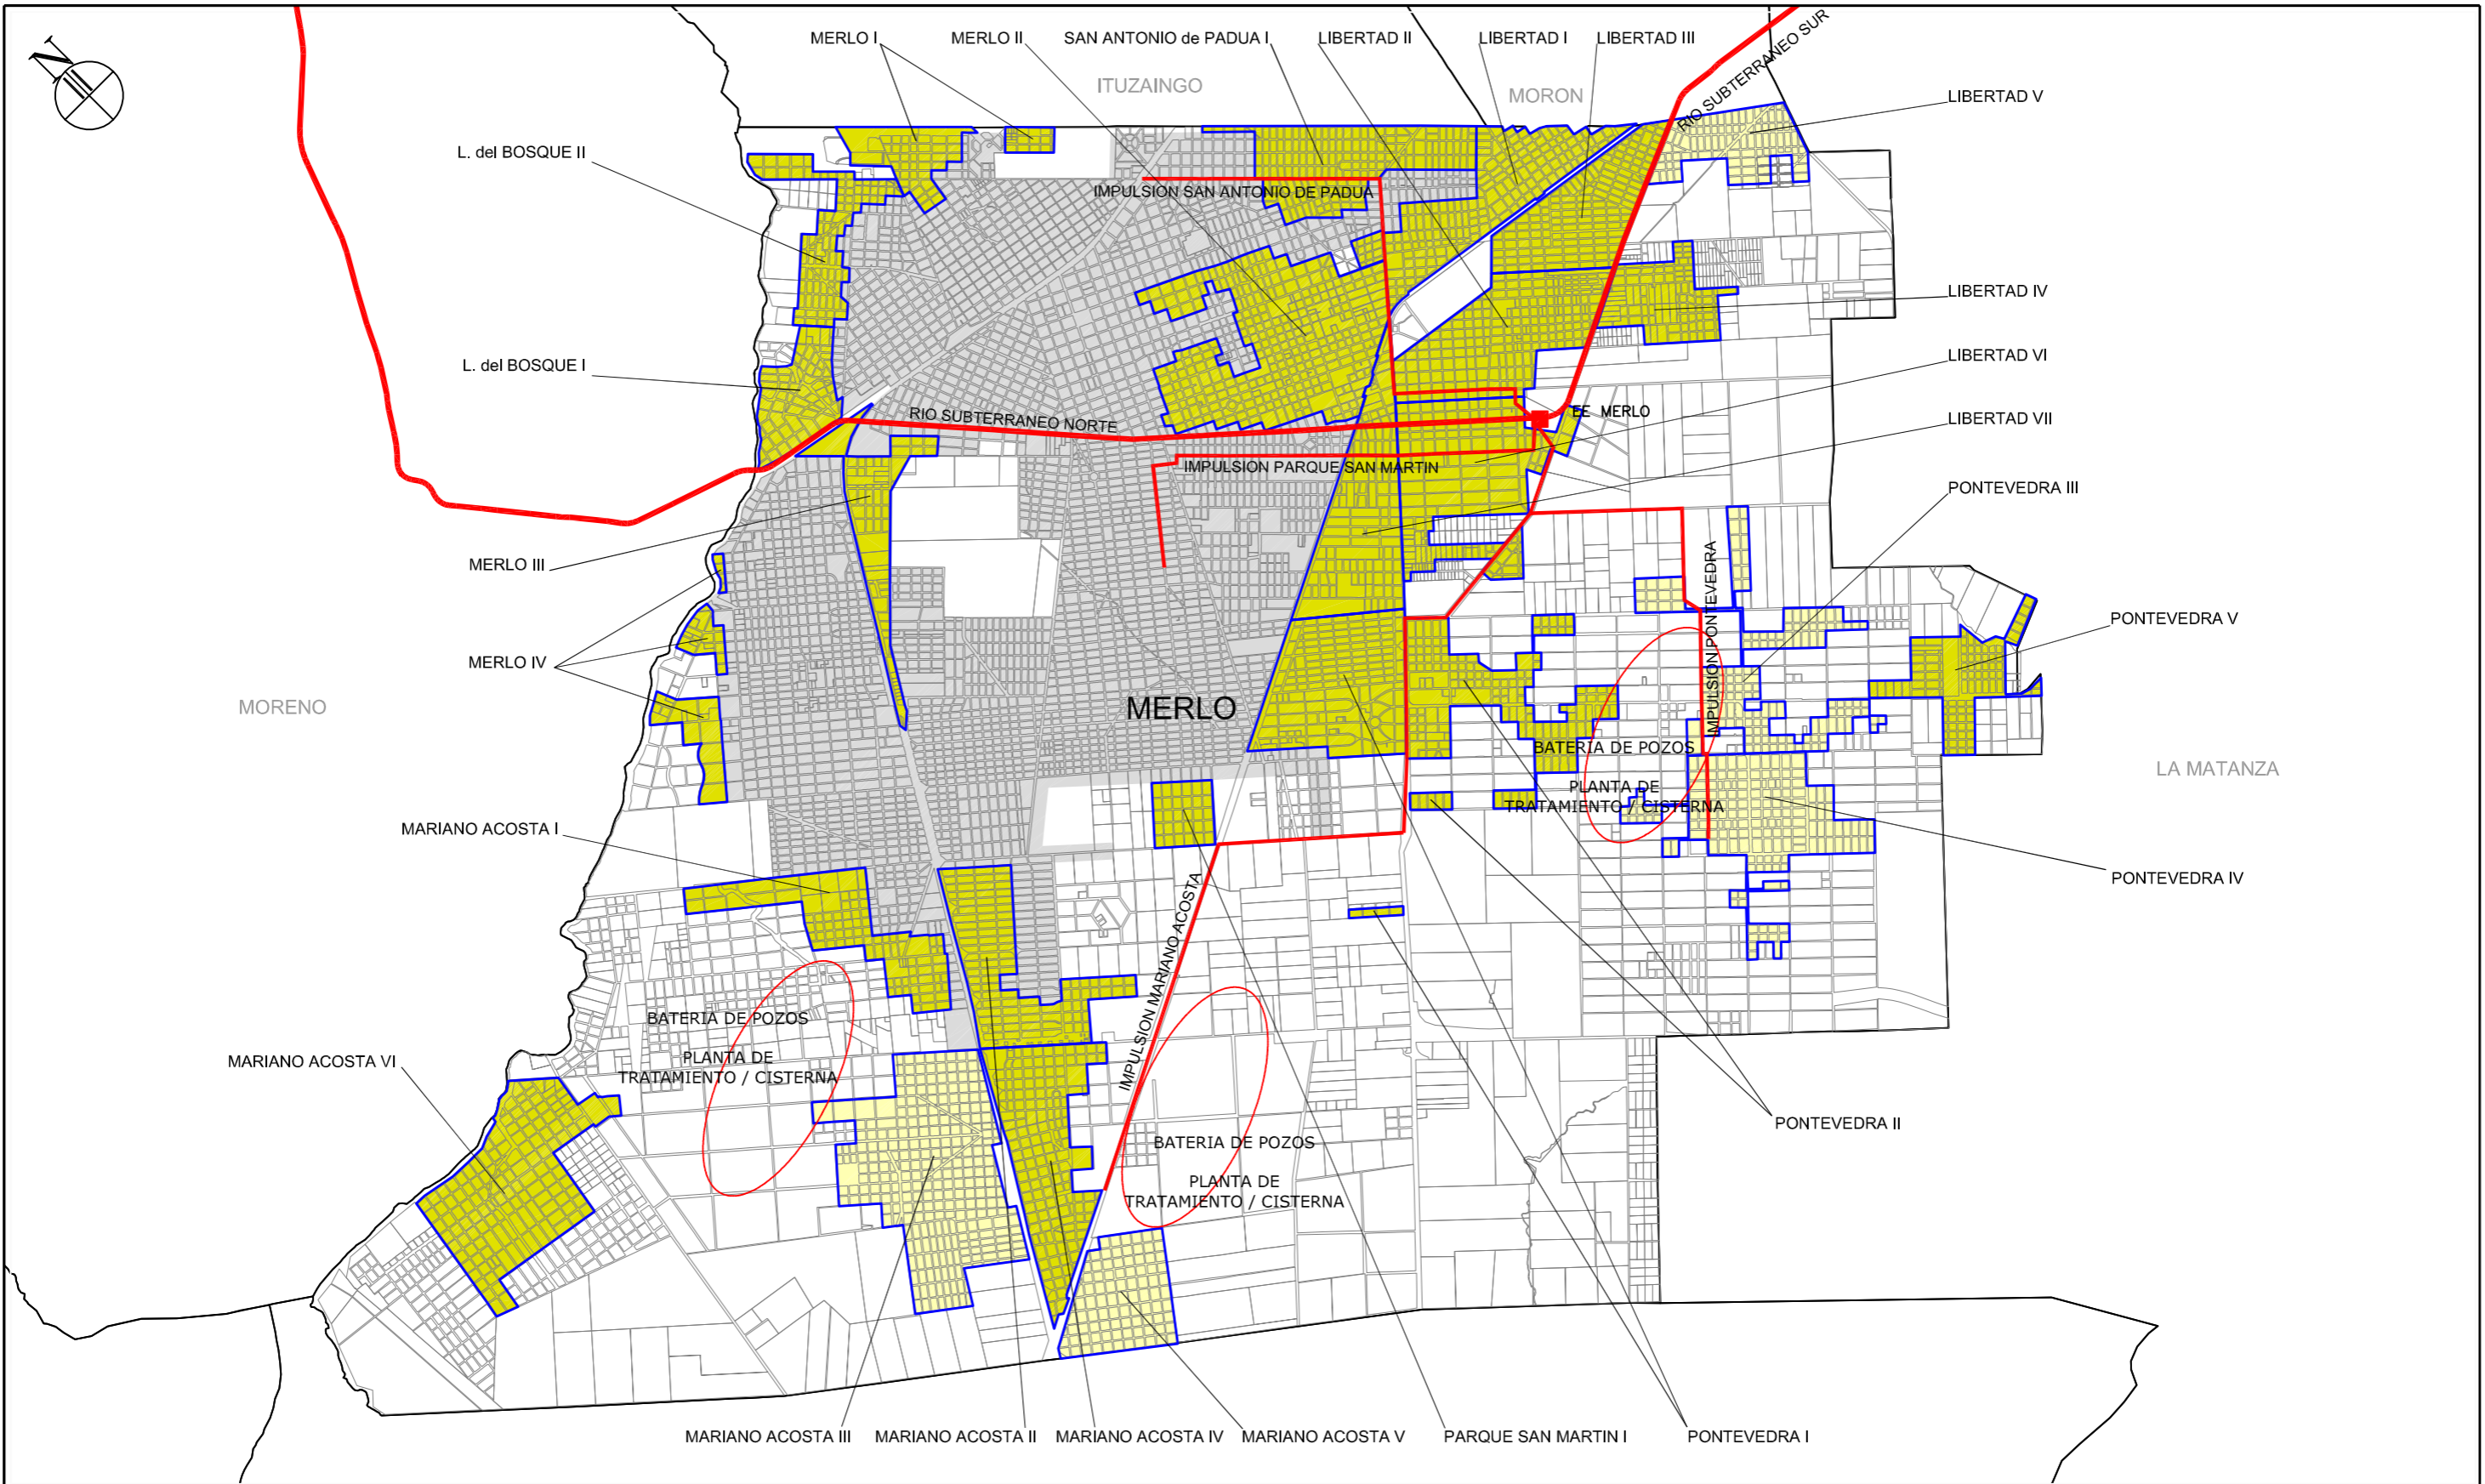 N
MERLO I
MERLO II
SAN ANTONIO de PADUA I
LIBERTAD II
LIBERTAD I
LIBERTAD III
RIO SUBTERRANEO SUR
ITUZAINGO
MORON
LIBERTAD V
L. del BOSQUE II
IMPULSION SAN ANTONIO DE PADUA
LIBERTAD IV
L. del BOSQUE I
LIBERTAD VI
RIO SUBTERRANEO NORTE
EE MERLO
LIBERTAD VII
IMPULSION PARQUE SAN MARTIN
PONTEVEDRA III
MERLO III
IMPULSION PONTEVEDRA
PONTEVEDRA V
MERLO IV
MORENO
MERLO
BATERIA DE POZOS
PLANTA DE
TRATAMIENTO / CISTERNA
LA MATANZA
MARIANO ACOSTA I
PONTEVEDRA IV
IMPULSION MARIANO ACOSTA
BATERIA DE POZOS
PLANTA DE
TRATAMIENTO / CISTERNA
MARIANO ACOSTA VI
PONTEVEDRA II
BATERIA DE POZOS
PLANTA DE
TRATAMIENTO / CISTERNA
MARIANO ACOSTA III
MARIANO ACOSTA II
MARIANO ACOSTA IV
MARIANO ACOSTA V
PARQUE SAN MARTIN I
PONTEVEDRA I